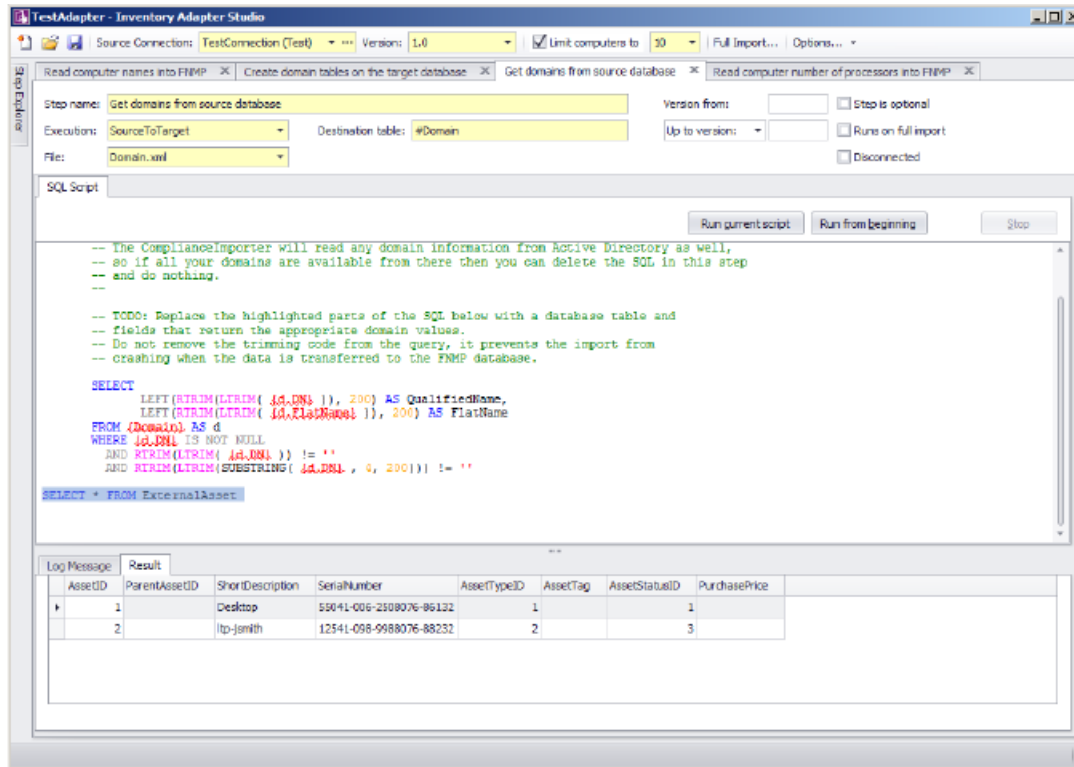 TestAdapter - Inventory Adapter Studio
Source Connection: TestConnection (Test) Version: 1.0 Limit computers to 10 Full Import... Options...
Step Explorer
Read computer names into FNMP Create domain tables on the target database Get domains from source database Read computer number of processors into FNMP
Step name: Get domains from source database Version from: Step is optional
Execution: SourceToTarget Destination table: #Domain Up to version: Runs on full import
File: Domain.xml Disconnected
SQL Script
Run current script Run from beginning Stop
-- The ComplianceImporter will read any domain information from Active Directory as well,
-- so if all your domains are available from there then you can delete the SQL in this step
-- and do nothing.
--
-- TODO: Replace the highlighted parts of the SQL below with a database table and
-- fields that return the appropriate domain values.
-- Do not remove the trimming code from the query, it prevents the import from
-- crashing when the data is transferred to the FNMP database.
SELECT
LEFT(RTRIM(LTRIM( {d.DN} )), 200) AS QualifiedName,
LEFT(RTRIM(LTRIM( {d.FlatName} )), 200) AS FlatName
FROM {Domain} AS d
WHERE {d.DN} IS NOT NULL
AND RTRIM(LTRIM( {d.DN} )) != ''
AND RTRIM(LTRIM(SUBSTRING( {d.DN} , 4, 200))) != ''
SELECT * FROM ExternalAsset
Log Message Result
AssetID ParentAssetID ShortDescription SerialNumber AssetTypeID AssetTag AssetStatusID PurchasePrice
1 Desktop 55041-006-2508076-86132 1 1
2 ltp-jsmith 12541-098-9988076-88232 2 3